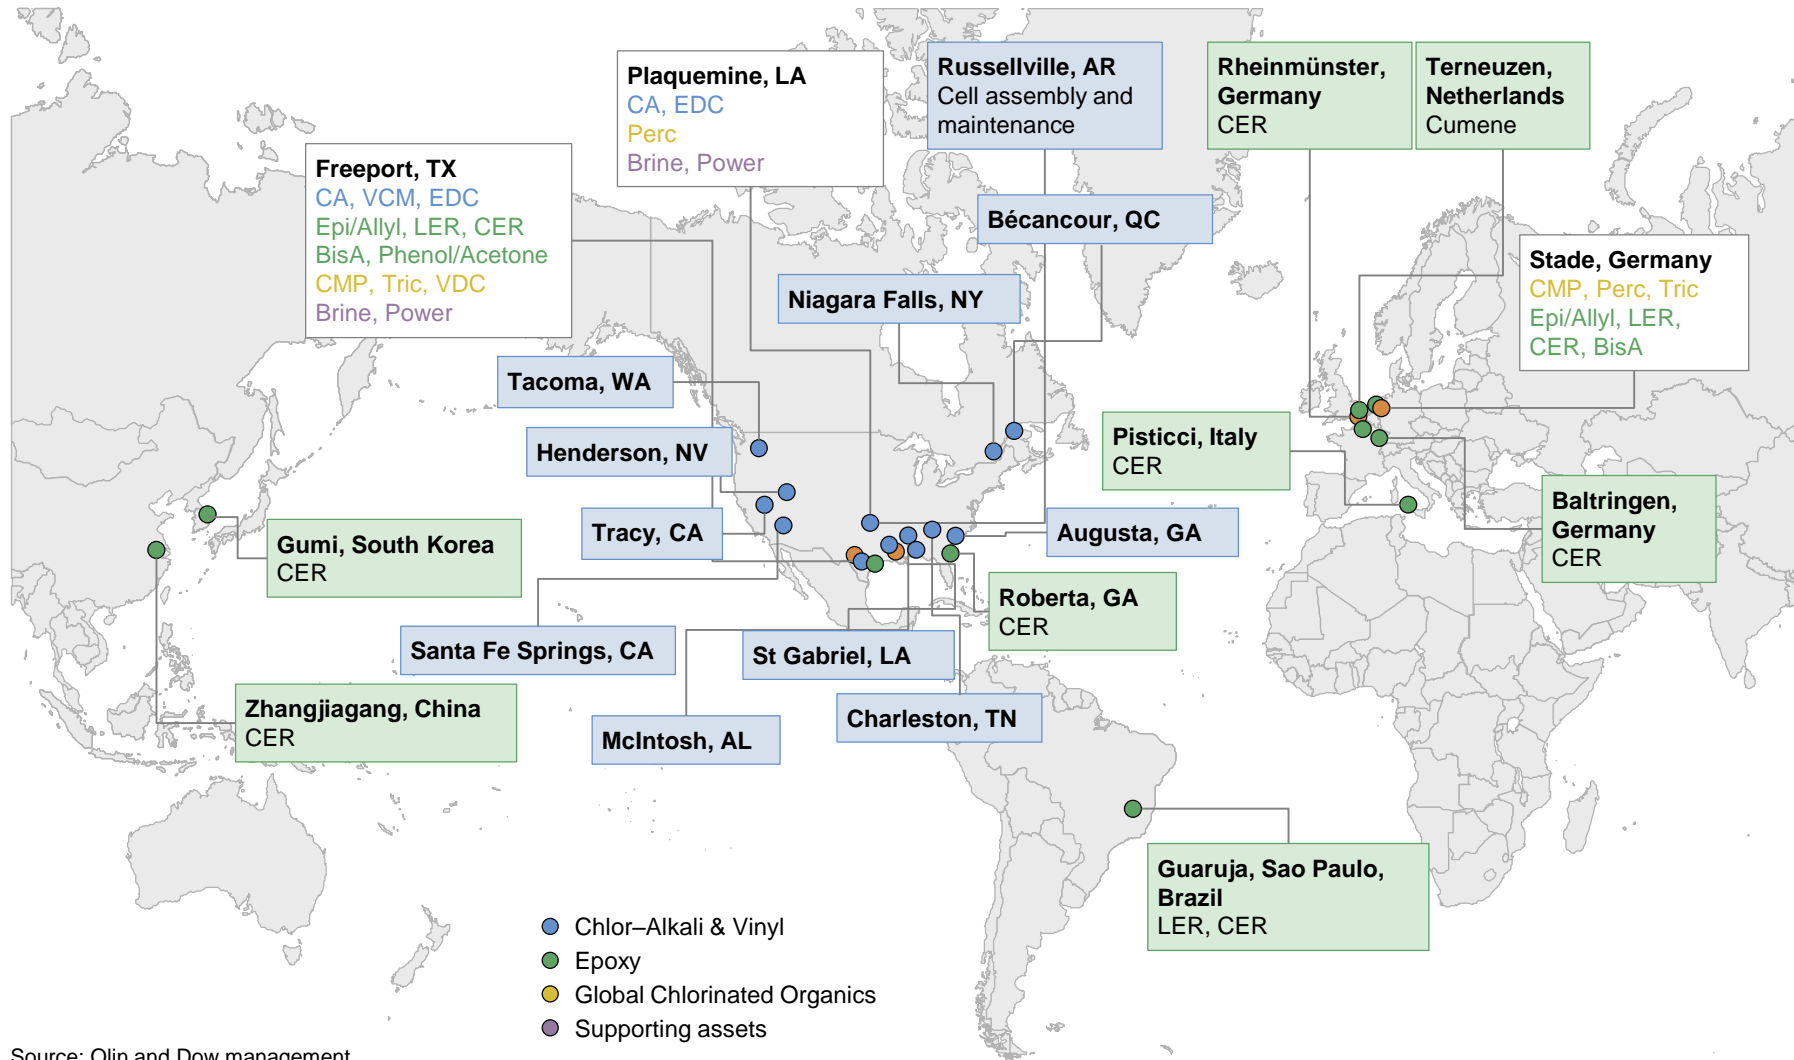 Plaquemine, LA
CA, EDC
Perc
Brine, Power
Russellville, AR
Cell assembly and
maintenance
Rheinmünster,
Germany
CER
Terneuzen,
Netherlands
Cumene
Freeport, TX
CA, VCM, EDC
Epi/Allyl, LER, CER
BisA, Phenol/Acetone
CMP, Tric, VDC
Brine, Power
Bécancour, QC
Niagara Falls, NY
Stade, Germany
CMP, Perc, Tric
Epi/Allyl, LER,
CER, BisA
Tacoma, WA
Henderson, NV
Pisticci, Italy
CER
Tracy, CA
Augusta, GA
Baltringen,
Germany
CER
Gumi, South Korea
CER
Roberta, GA
CER
Santa Fe Springs, CA
St Gabriel, LA
Zhangjiagang, China
CER
McIntosh, AL
Charleston, TN
Guaruja, Sao Paulo,
Brazil
LER, CER
Chlor–Alkali & Vinyl
Epoxy
Global Chlorinated Organics
Supporting assets
Source: Olin and Dow management